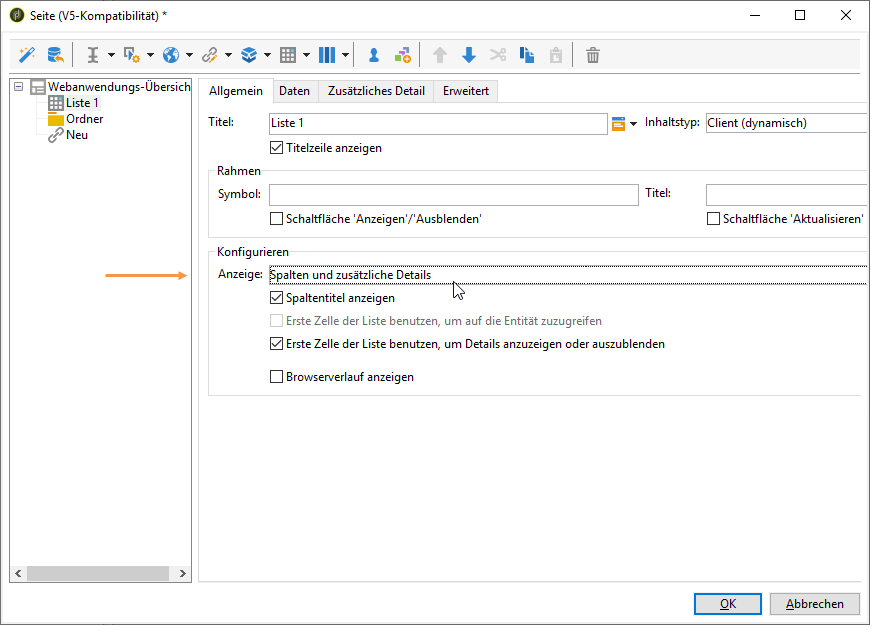 Seite (V5-Kompatibilität) *
Webanwendungs-Übersich
Liste 1
Ordner
Neu
Allgemein Daten Zusätzliches Detail Erweitert
Titel: Liste 1 Inhaltstyp: Client (dynamisch)
Titelzeile anzeigen
Rahmen
Symbol: Titel:
Schaltfläche 'Anzeigen'/'Ausblenden' Schaltfläche 'Aktualisieren'
Konfigurieren
Anzeige: Spalten und zusätzliche Details
Spaltentitel anzeigen
Erste Zelle der Liste benutzen, um auf die Entität zuzugreifen
Erste Zelle der Liste benutzen, um Details anzuzeigen oder auszublenden
Browserverlauf anzeigen
OK Abbrechen